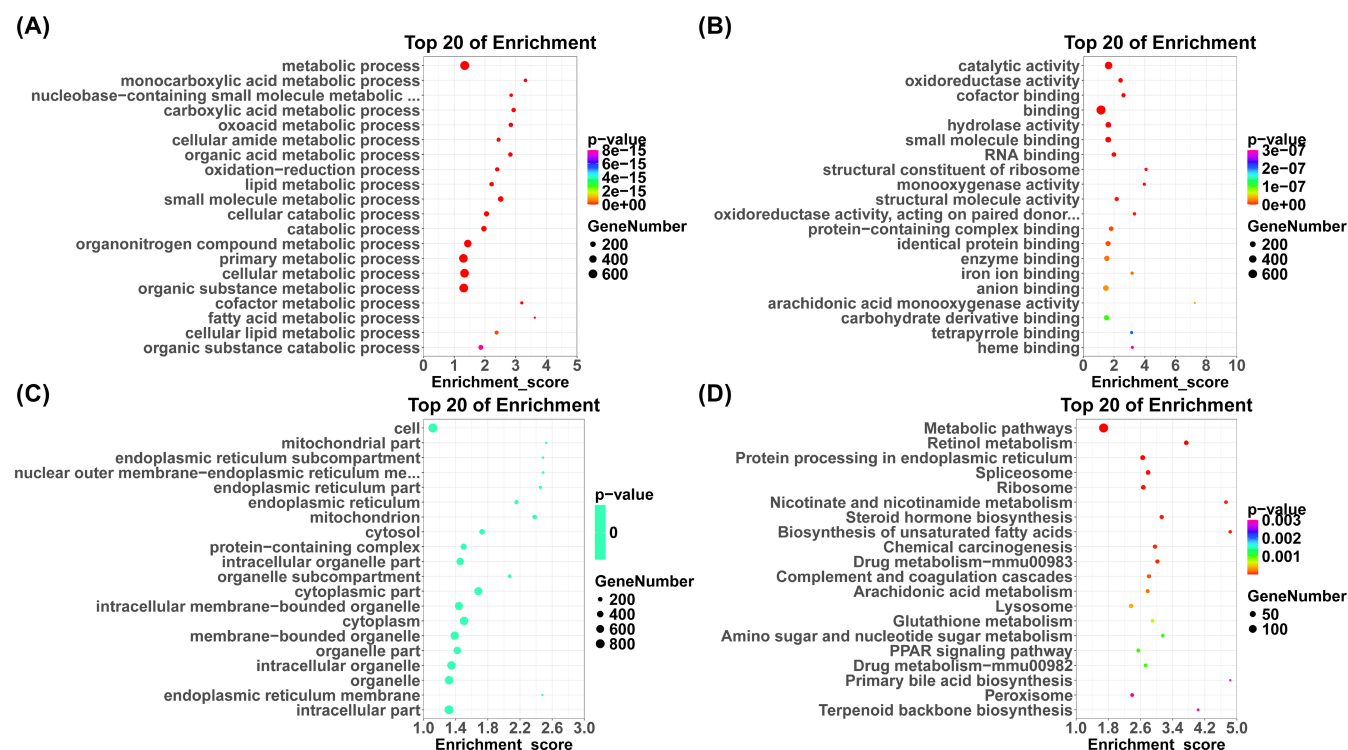 (A)
Top 20 of Enrichment
metabolic process
monocarboxylic acid metabolic process
nucleobase−containing small molecule metabolic ...
carboxylic acid metabolic process
oxoacid metabolic process
cellular amide metabolic process
organic acid metabolic process
oxidation−reduction process
lipid metabolic process
small molecule metabolic process
cellular catabolic process
catabolic process
organonitrogen compound metabolic process
primary metabolic process
cellular metabolic process
organic substance metabolic process
cofactor metabolic process
fatty acid metabolic process
cellular lipid metabolic process
organic substance catabolic process
0 1 2 3 4 5
Enrichment_score
p−value
8e−15
6e−15
4e−15
2e−15
0e+00
GeneNumber
200
400
600
(B)
Top 20 of Enrichment
catalytic activity
oxidoreductase activity
cofactor binding
binding
hydrolase activity
small molecule binding
RNA binding
structural constituent of ribosome
monooxygenase activity
structural molecule activity
oxidoreductase activity, acting on paired donor...
protein−containing complex binding
identical protein binding
enzyme binding
iron ion binding
anion binding
arachidonic acid monooxygenase activity
carbohydrate derivative binding
tetrapyrrole binding
heme binding
0 2 4 6 8 10
Enrichment_score
p−value
3e−07
2e−07
1e−07
0e+00
GeneNumber
200
400
600
(C)
Top 20 of Enrichment
cell
mitochondrial part
endoplasmic reticulum subcompartment
nuclear outer membrane−endoplasmic reticulum me...
endoplasmic reticulum part
endoplasmic reticulum
mitochondrion
cytosol
protein−containing complex
intracellular organelle part
organelle subcompartment
cytoplasmic part
intracellular membrane−bounded organelle
cytoplasm
membrane−bounded organelle
organelle part
intracellular organelle
organelle
endoplasmic reticulum membrane
intracellular part
1.0 1.4 1.8 2.2 2.6 3.0
Enrichment_score
p−value
0
GeneNumber
200
400
600
800
(D)
Top 20 of Enrichment
Metabolic pathways
Retinol metabolism
Protein processing in endoplasmic reticulum
Spliceosome
Ribosome
Nicotinate and nicotinamide metabolism
Steroid hormone biosynthesis
Biosynthesis of unsaturated fatty acids
Chemical carcinogenesis
Drug metabolism−mmu00983
Complement and coagulation cascades
Arachidonic acid metabolism
Lysosome
Glutathione metabolism
Amino sugar and nucleotide sugar metabolism
PPAR signaling pathway
Drug metabolism−mmu00982
Primary bile acid biosynthesis
Peroxisome
Terpenoid backbone biosynthesis
1.0 1.8 2.6 3.4 4.2 5.0
Enrichment_score
p−value
0.003
0.002
0.001
GeneNumber
50
100